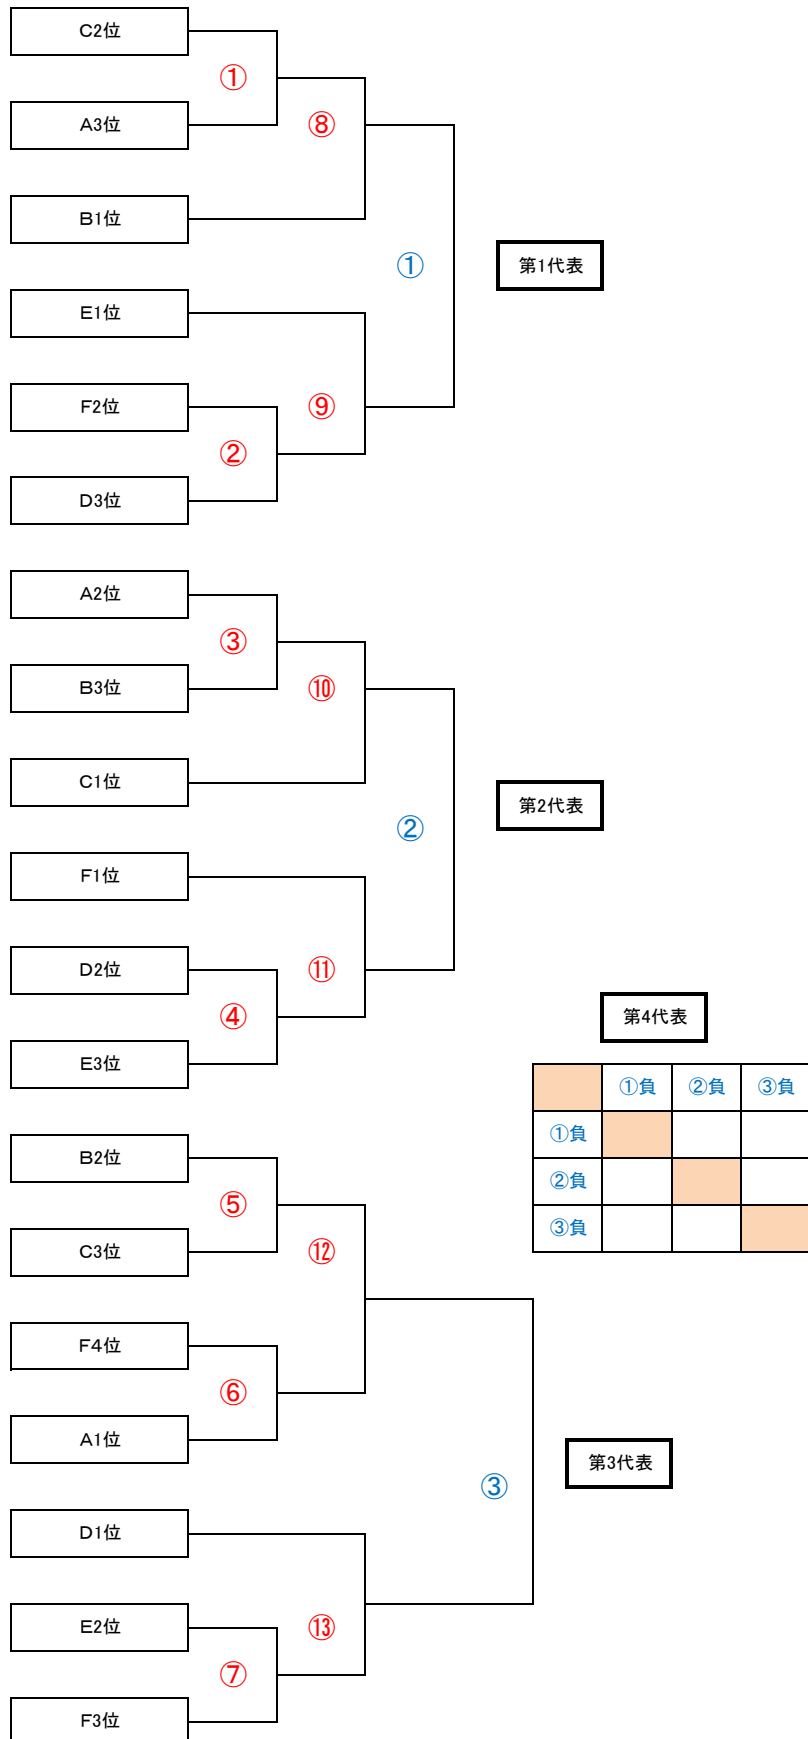 C2位
①
A3位
⑧
B1位
①
第1代表
E1位
F2位
⑨
②
D3位
A2位
③
B3位
⑩
C1位
②
第2代表
F1位
D2位
⑪
④
E3位
第4代表
①負 ②負 ③負
①負
②負
③負
B2位
⑤
C3位
⑫
F4位
⑥
A1位
③
第3代表
D1位
E2位
⑬
⑦
F3位